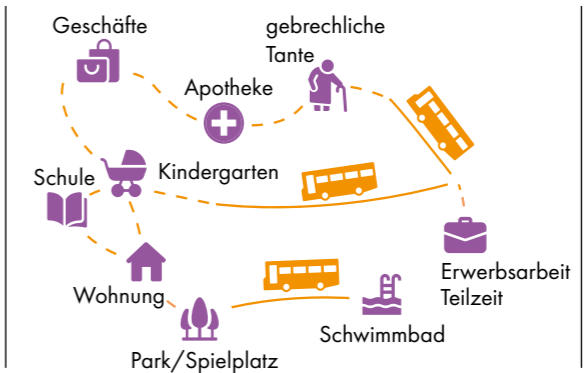 Geschäfte
gebrechliche
Tante
Apotheke
Schule
Kindergarten
Wohnung
Erwerbsarbeit
Teilzeit
Schwimmbad
Park/Spielplatz